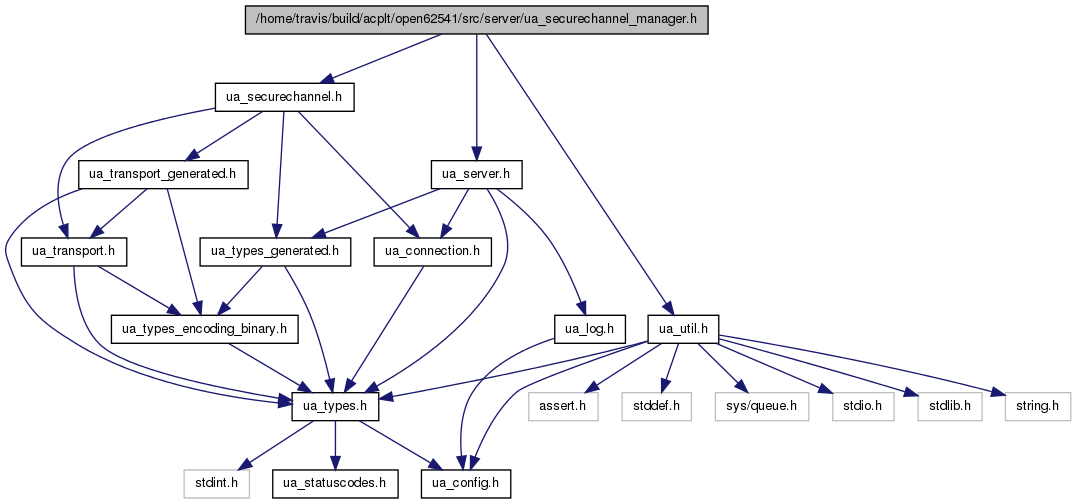 /home/travis/build/acplt/open62541/src/server/ua_securechannel_manager.h
ua_securechannel.h
ua_transport_generated.h
ua_server.h
ua_transport.h
ua_types_generated.h
ua_connection.h
ua_types_encoding_binary.h
ua_log.h
ua_util.h
ua_types.h
assert.h
stddef.h
sys/queue.h
stdio.h
stdlib.h
string.h
stdint.h
ua_statuscodes.h
ua_config.h